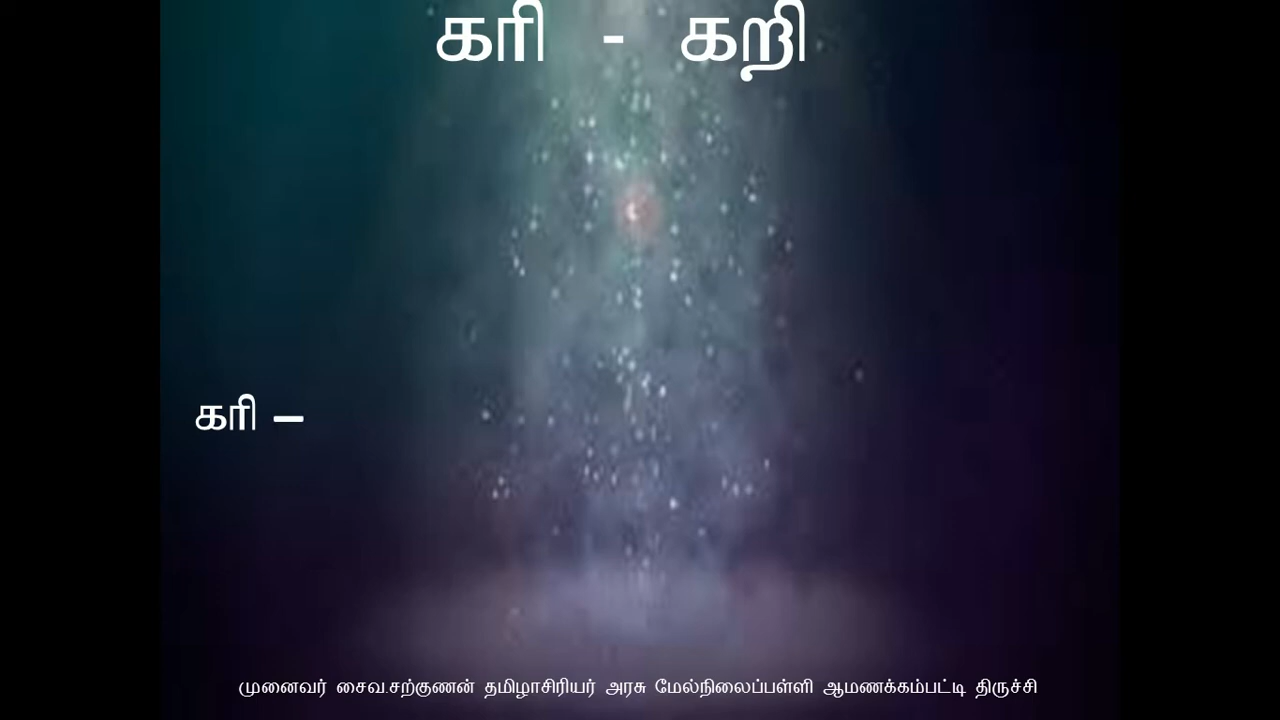 கரி - கறி
கரி –
முனைவர் சைவ.சற்குணன் தமிழாசிரியர் அரசு மேல்நிலைப்பள்ளி ஆமணக்கம்பட்டி திருச்சி